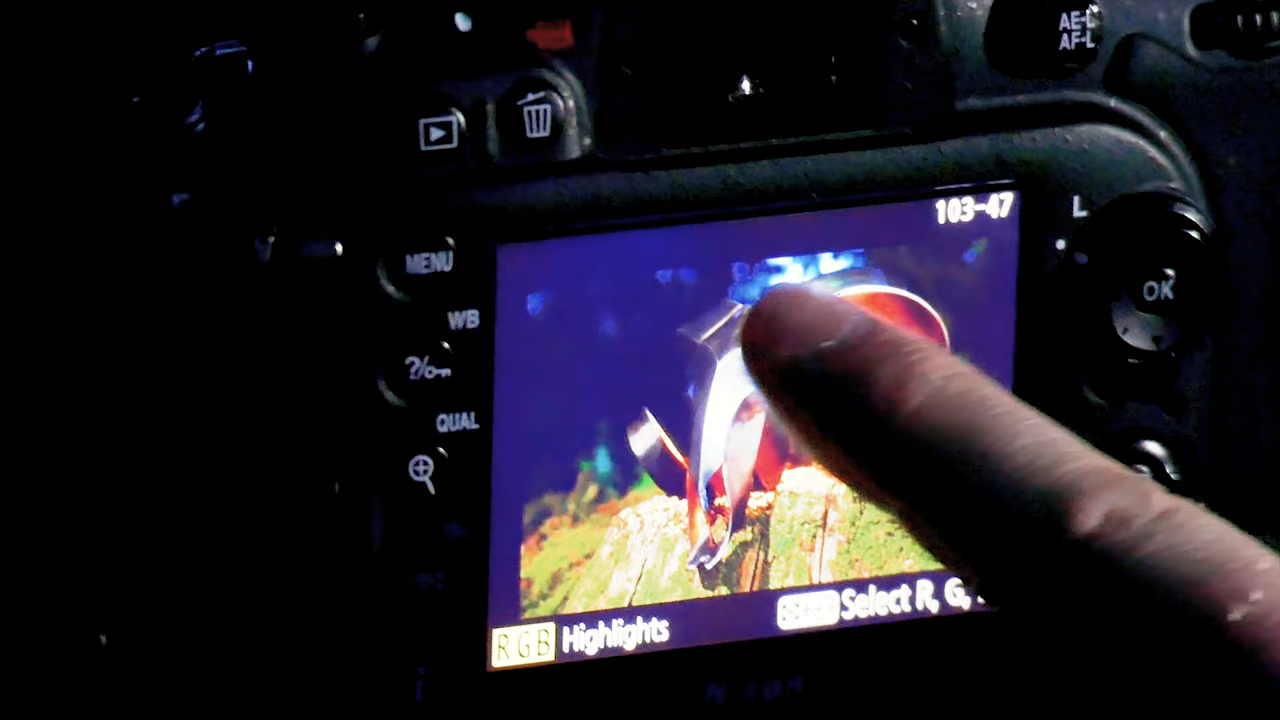 AE-L
AF-L
103-47
L
MENU
OK
WB
?/
QUAL
Select R, G,
RGB Highlights
i